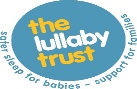 the
lullaby
trust
safer sleep for babies – support for families